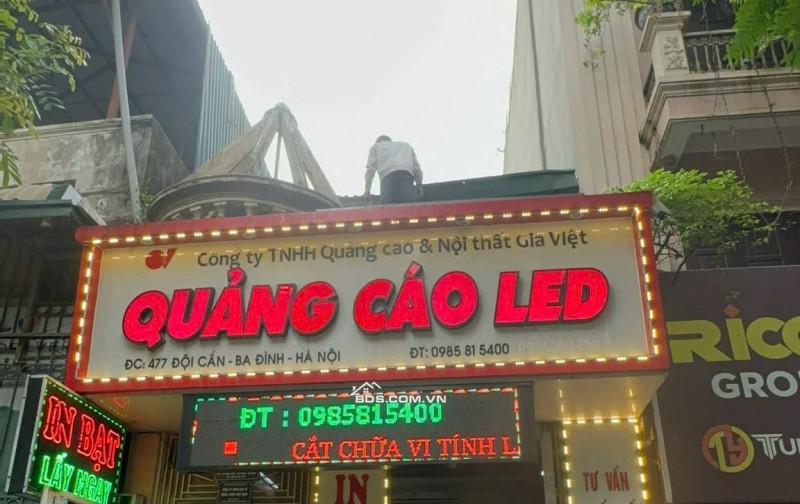 Công ty TNHH Quảng cáo & Nội thất Gia Việt
QUẢNG CÁO LED
ĐC: 477 ĐỘI CẤN - BA ĐÌNH - HÀ NỘI
ĐT: 0985 81 5400
BDS.COM.VN
ĐT : 0985815400
CẮT CHỮA VI TÍNH L
IN BẠT
LẤY NGAY
IN
TƯ VẤN
RICO
GRO
TU